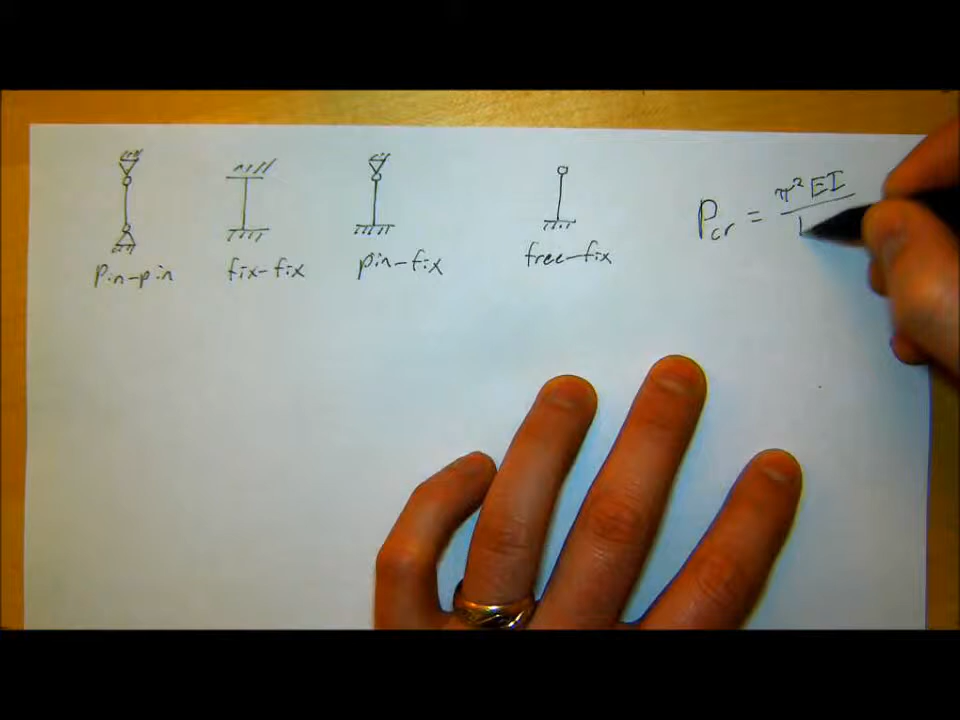 Pin-pin fix-fix pin-fix free-fix
Pcr = π² EI
L